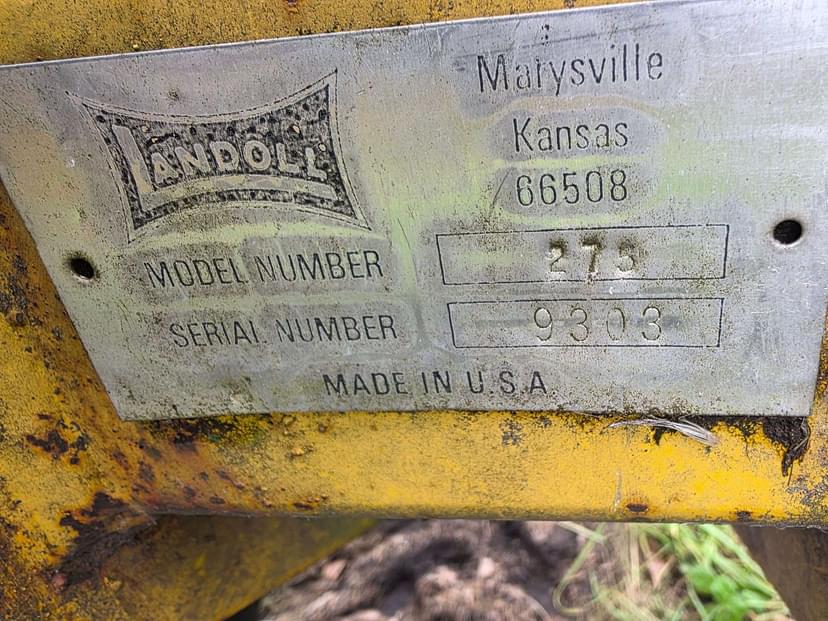 LANDOLL
Marysville
Kansas
66508
MODEL NUMBER 275
SERIAL NUMBER 9303
MADE IN U.S.A